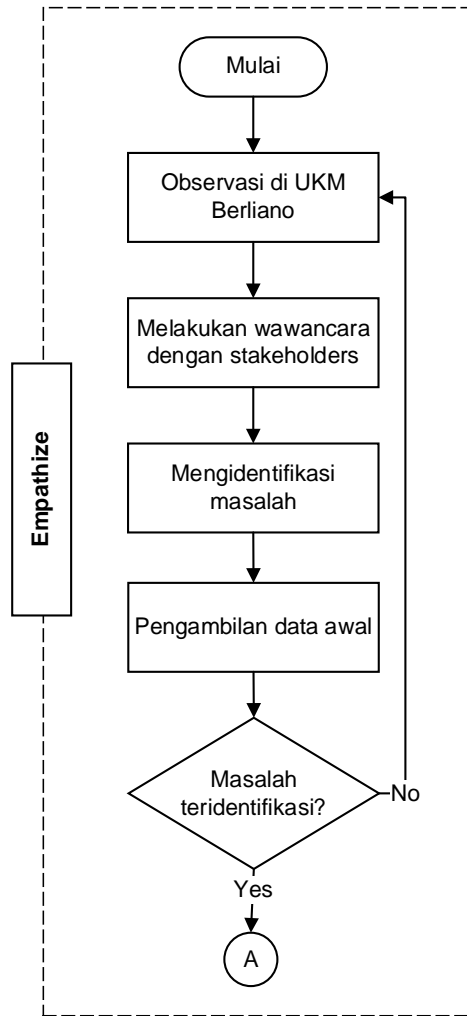 Mulai
Observasi di UKM
Berliano
Melakukan wawancara
dengan stakeholders
Empathize
Mengidentifikasi
masalah
Pengambilan data awal
Masalah
teridentifikasi?
No
Yes
A